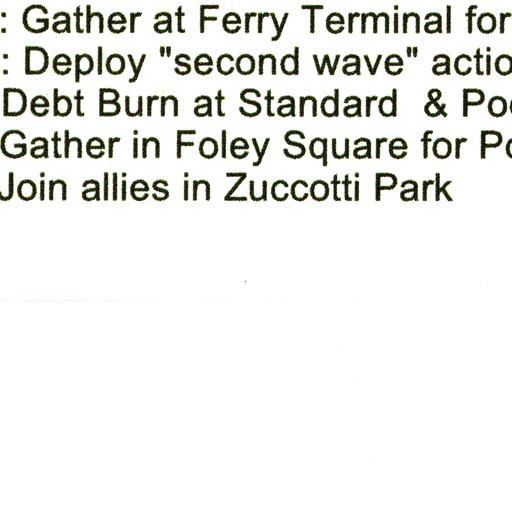 : Gather at Ferry Terminal for
: Deploy "second wave" actio
Debt Burn at Standard & Po
Gather in Foley Square for Po
Join allies in Zuccotti Park